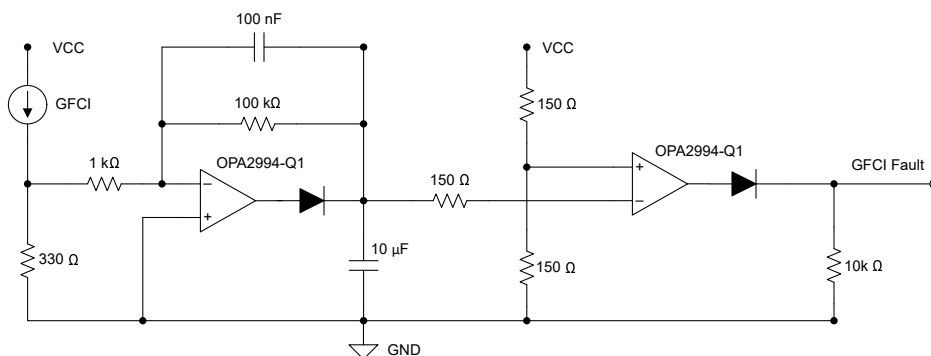 100 nF
VCC
VCC
GFCI
100 kΩ
150 Ω
OPA2994-Q1
OPA2994-Q1
1 kΩ
GFCI Fault
150 Ω
−
+
+
−
330 Ω
10 µF
150 Ω
10k Ω
GND